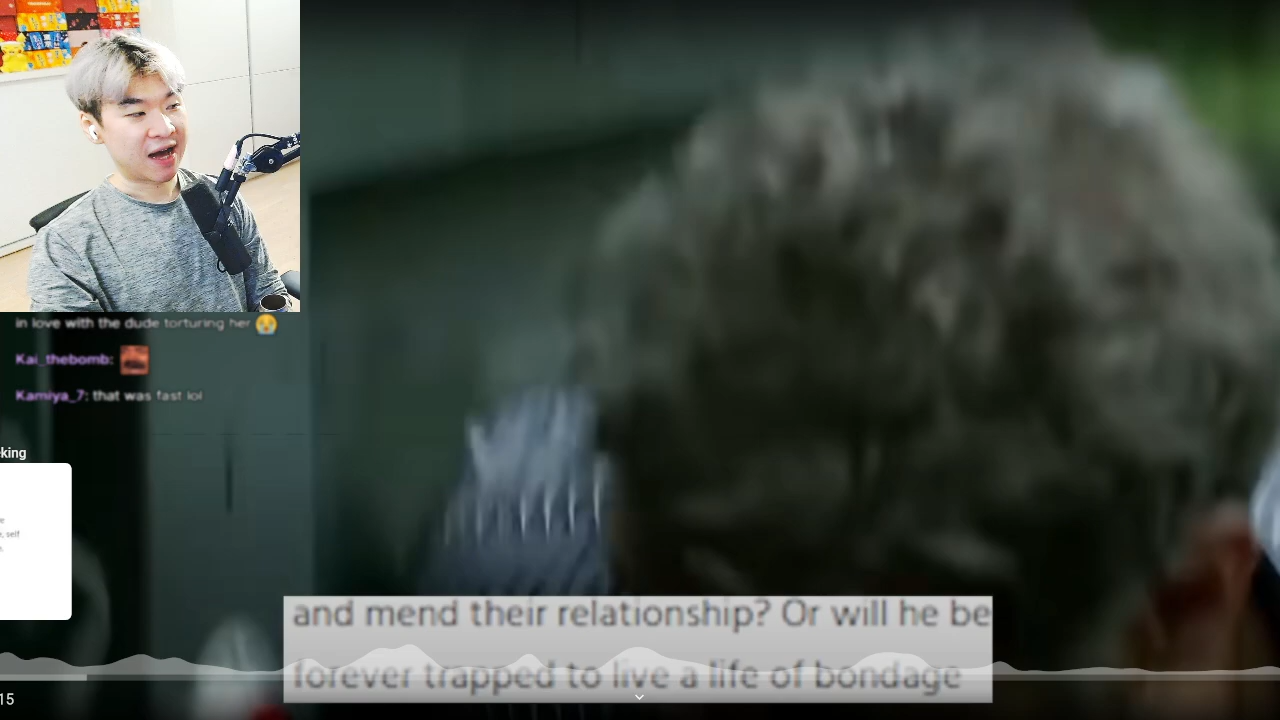 in love with the dude torturing her
Kai_thebomb:
Kamiya_7: that was fast lol
king
e
, self
and mend their relationship? Or will he be
forever trapped to live a life of bondage
15